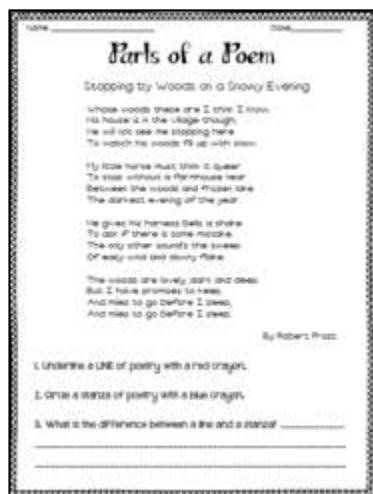 Name
Date
Parts of a Poem
Stopping by Woods on a Snowy Evening
Whose woods these are I think I know.
His house is in the village though;
He will not see me stopping here
To watch his woods fill up with snow.
My little horse must think it queer
To stop without a farmhouse near
Between the woods and frozen lake
The darkest evening of the year.
He gives his harness bells a shake
To ask if there is some mistake.
The only other sound's the sweep
Of easy wind and downy flake.
The woods are lovely, dark and deep.
But I have promises to keep,
And miles to go before I sleep,
And miles to go before I sleep.
By Robert Frost
1. Underline a LINE of poetry with a red crayon.
2. Circle a stanza of poetry with a blue crayon.
3. What is the difference between a line and a stanza?